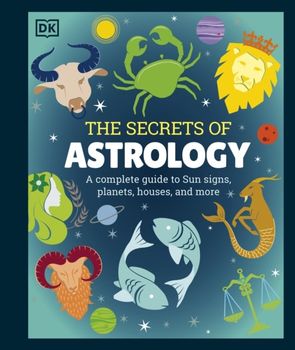 DK
THE SECRETS OF
ASTROLOGY
A complete guide to Sun signs,
planets, houses, and more